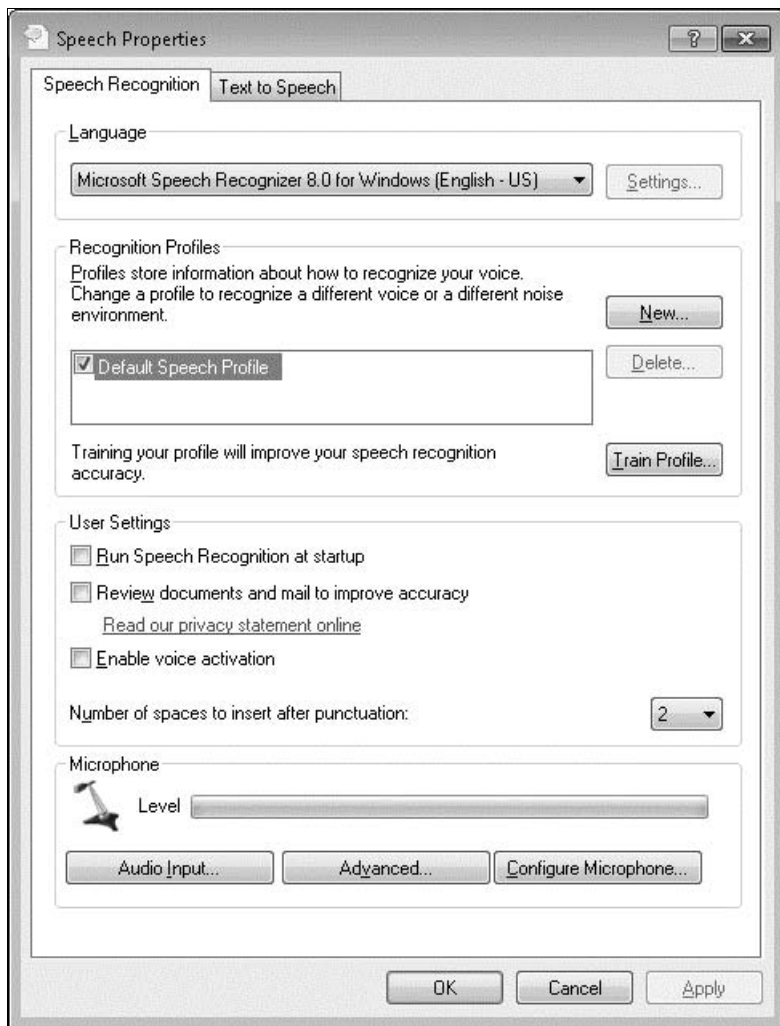 Speech Properties
Speech Recognition
Text to Speech
Language
Microsoft Speech Recognizer 8.0 for Windows (English - US)
Settings...
Recognition Profiles
Profiles store information about how to recognize your voice.
Change a profile to recognize a different voice or a different noise
environment.
New...
Default Speech Profile
Delete...
Training your profile will improve your speech recognition
accuracy.
Train Profile...
User Settings
Run Speech Recognition at startup
Review documents and mail to improve accuracy
Read our privacy statement online
Enable voice activation
Number of spaces to insert after punctuation:
2
Microphone
Level
Audio Input...
Advanced...
Configure Microphone...
OK
Cancel
Apply